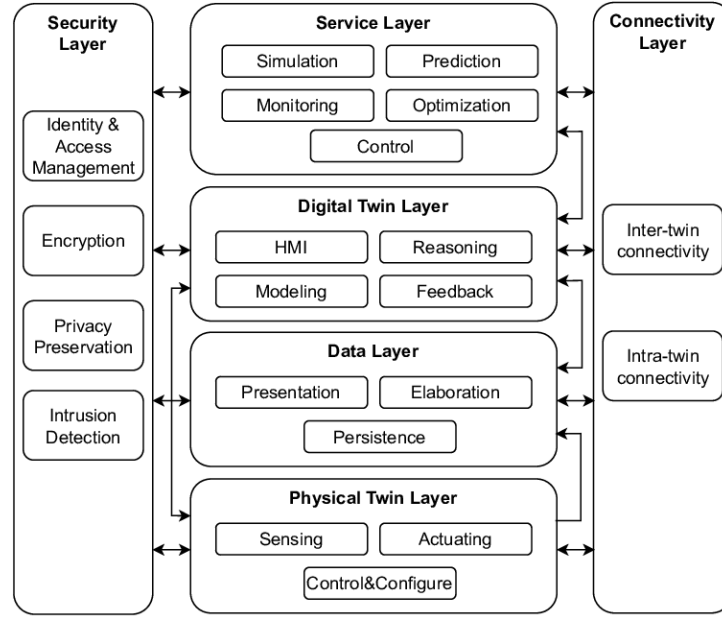 Security
Layer
Identity &
Access
Management
Encryption
Privacy
Preservation
Intrusion
Detection
Service Layer
Simulation
Prediction
Monitoring
Optimization
Control
Digital Twin Layer
HMI
Reasoning
Modeling
Feedback
Data Layer
Presentation
Elaboration
Persistence
Physical Twin Layer
Sensing
Actuating
Control&Configure
Connectivity
Layer
Inter-twin
connectivity
Intra-twin
connectivity